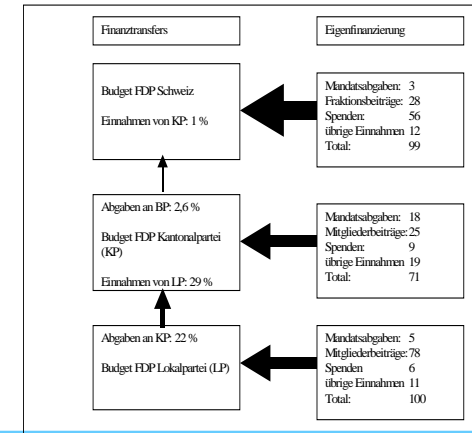 Finanztransfers
Eigenfinanzierung
Budget FDP Schweiz
Einnahmen von KP: 1 %
Mandatsabgaben: 3
Fraktionsbeiträge: 28
Spenden: 56
übrige Einnahmen 12
Total: 99
Abgaben an BP: 2,6 %
Budget FDP Kantonalpartei
(KP)
Einnahmen von LP: 29 %
Mandatsabgaben: 18
Mitgliederbeiträge: 25
Spenden: 9
übrige Einnahmen 19
Total: 71
Abgaben an KP: 22 %
Budget FDP Lokalpartei (LP)
Mandatsabgaben: 5
Mitgliederbeiträge: 78
Spenden 6
übrige Einnahmen 11
Total: 100